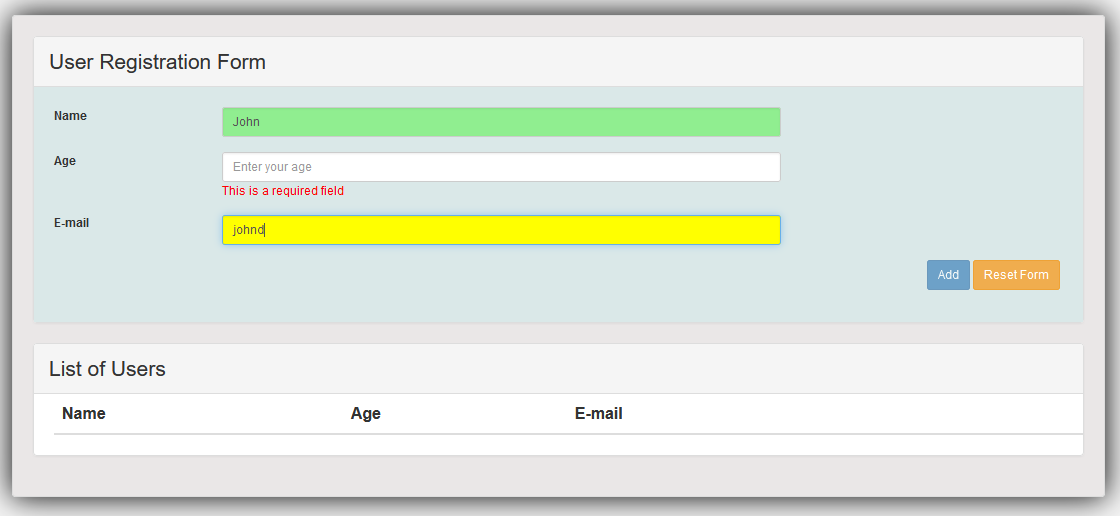 User Registration Form
Name
John
Age
Enter your age
This is a required field
E-mail
johnd
Add Reset Form
List of Users
Name Age E-mail